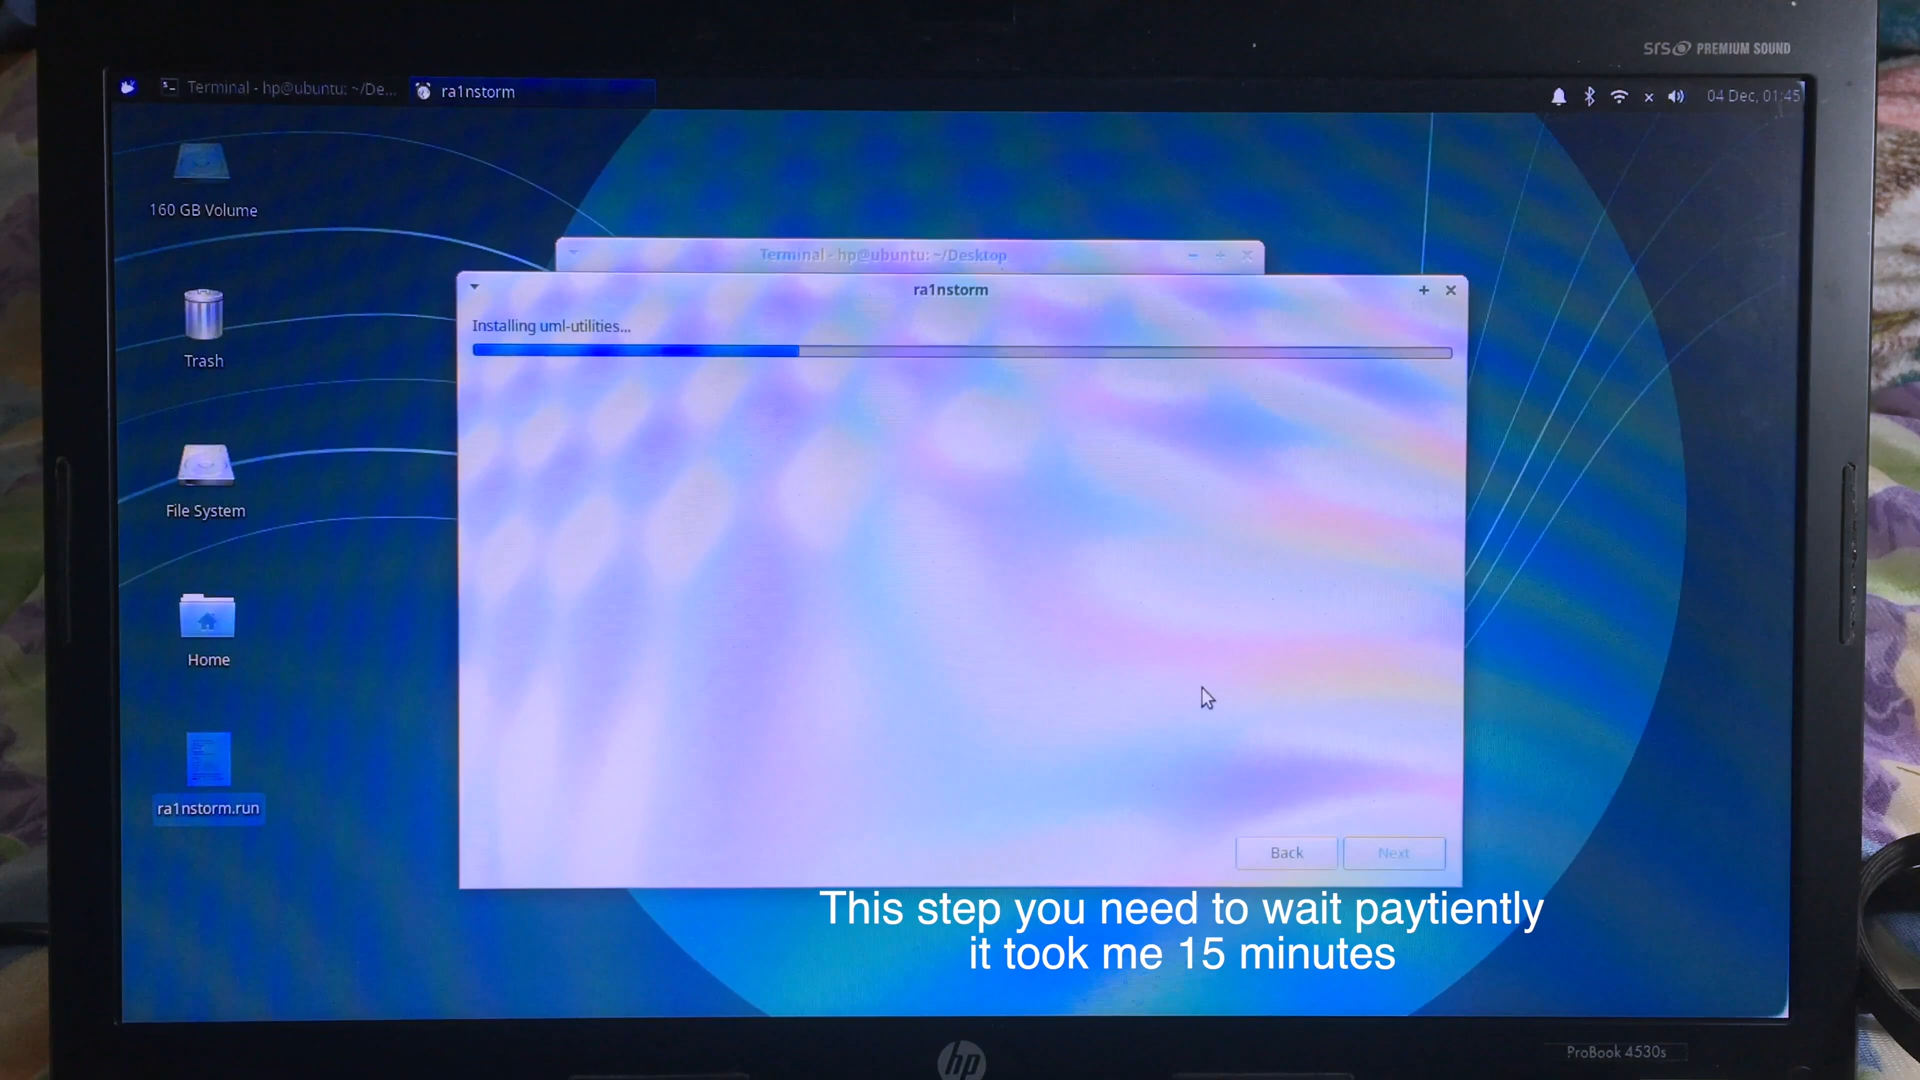 srs PREMIUM SOUND
Terminal - hp@ubuntu: ~/De...
ra1nstorm
04 Dec, 01:45
160 GB Volume
Terminal - hp@ubuntu: ~/Desktop
ra1nstorm
Installing uml-utilities...
Trash
File System
Home
ra1nstorm.run
Back
Next
This step you need to wait paytiently
it took me 15 minutes
hp
ProBook 4530s